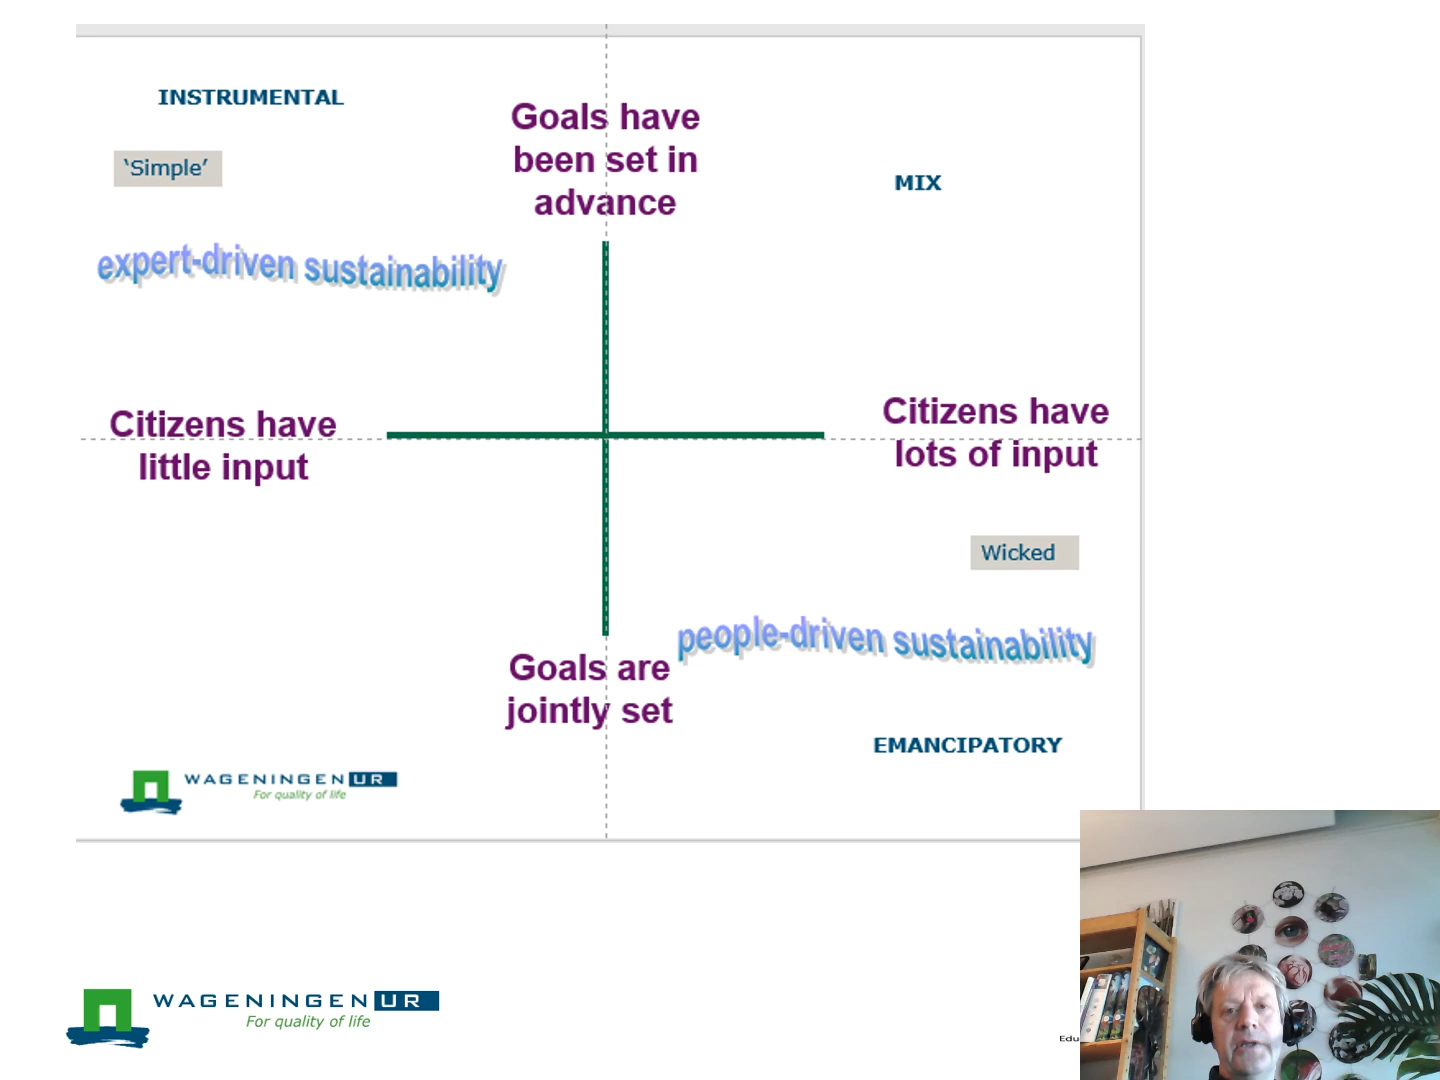 INSTRUMENTAL
Goals have
been set in
advance
‘Simple’
MIX
expert-driven sustainability
Citizens have
little input
Citizens have
lots of input
Wicked
people-driven sustainability
Goals are
jointly set
EMANCIPATORY
WAGENINGEN UR
For quality of life
WAGENINGEN UR
For quality of life
Edu